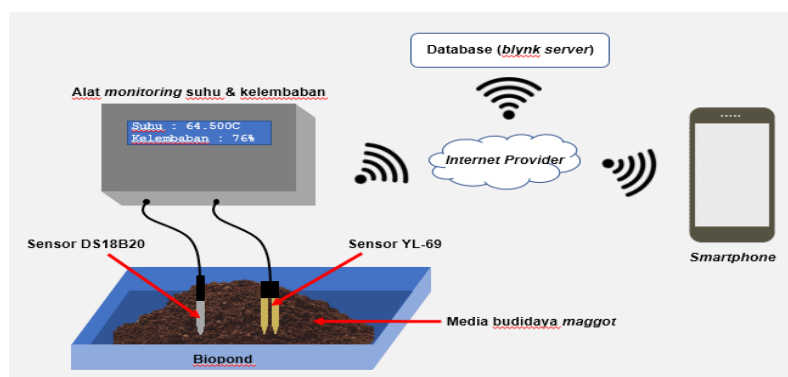 Database (blynk server)
Alat monitoring suhu & kelembaban
Suhu : 64.500C
Kelembaban : 76%
Internet Provider
Sensor DS18B20
Sensor YL-69
Smartphone
Media budidaya maggot
Biopond